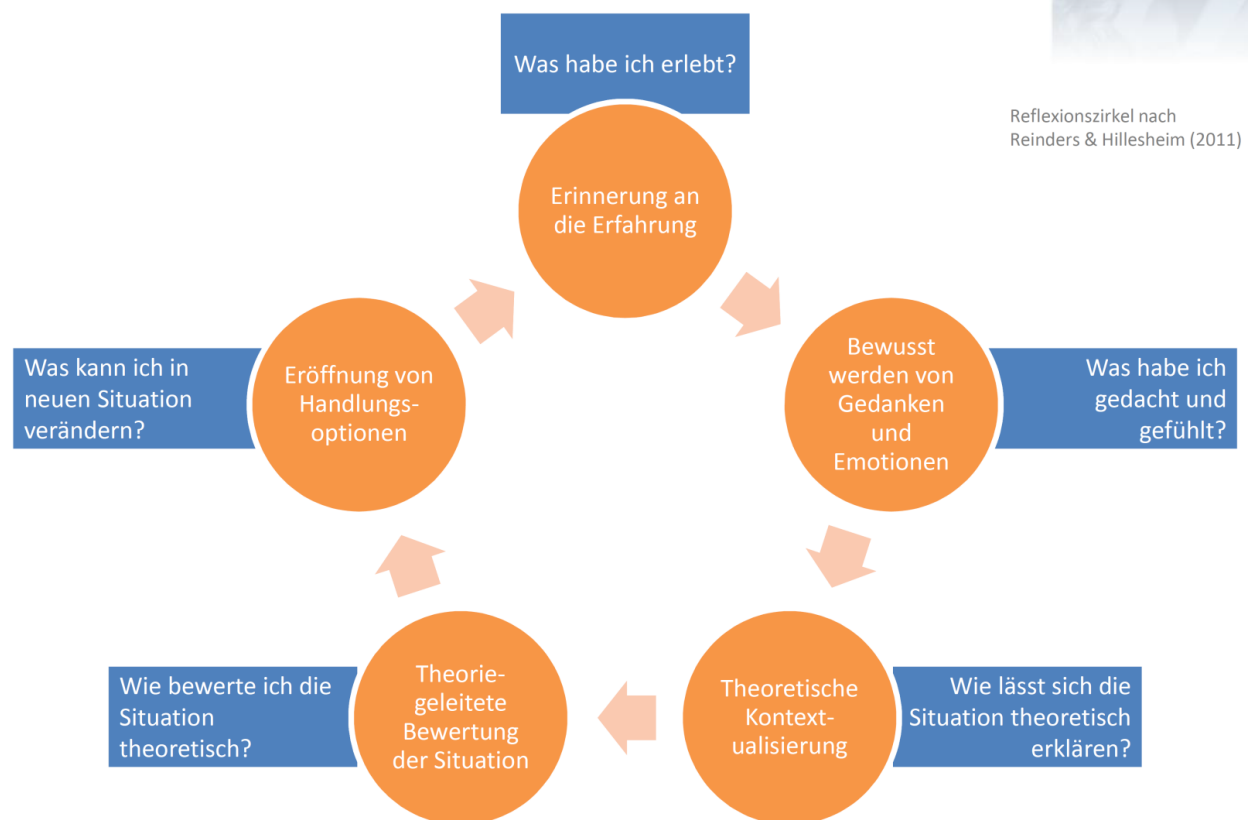 Was habe ich erlebt?
Reflexionszirkel nach
Reinders & Hillesheim (2011)
Erinnerung an
die Erfahrung
Bewusst
werden von
Gedanken
und
Emotionen
Was habe ich
gedacht und
gefühlt?
Theoretische
Kontext-
ualisierung
Wie lässt sich die
Situation theoretisch
erklären?
Theorie-
geleitete
Bewertung
der Situation
Wie bewerte ich die
Situation
theoretisch?
Eröffnung von
Handlungs-
optionen
Was kann ich in
neuen Situation
verändern?